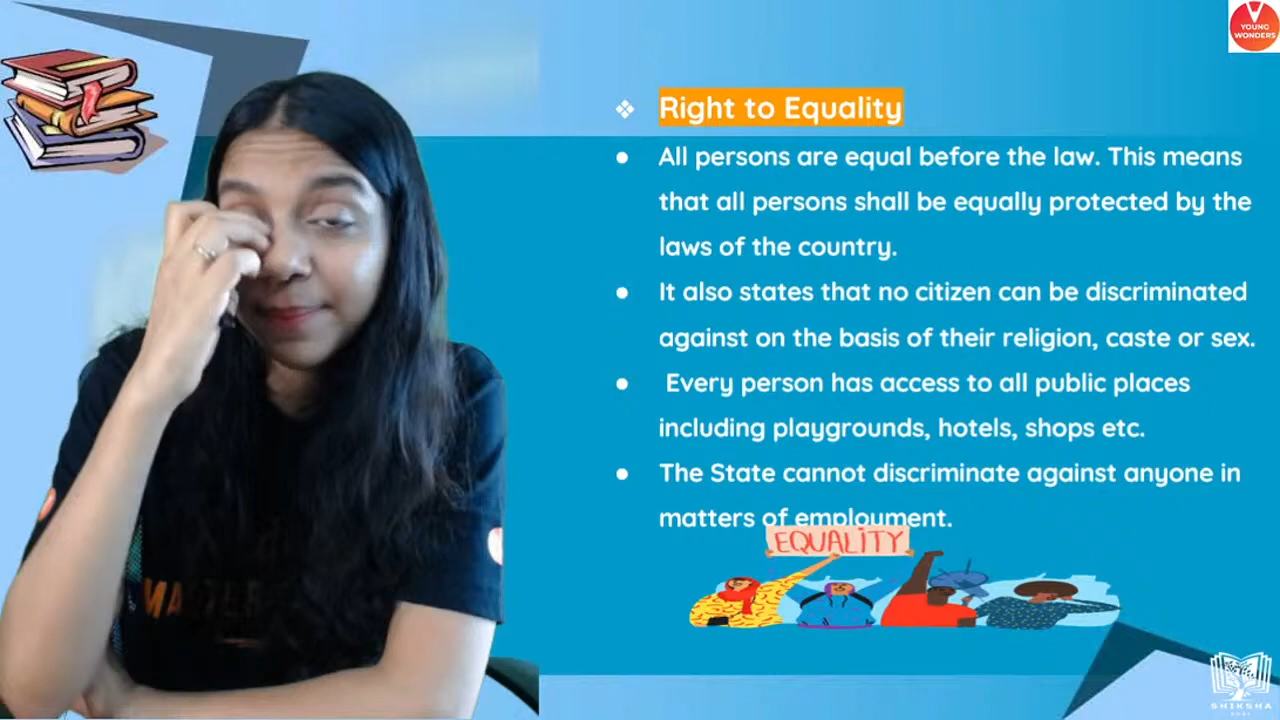 YOUNG
WONDERS
Right to Equality
All persons are equal before the law. This means
that all persons shall be equally protected by the
laws of the country.
It also states that no citizen can be discriminated
against on the basis of their religion, caste or sex.
Every person has access to all public places
including playgrounds, hotels, shops etc.
The State cannot discriminate against anyone in
matters of employment.
EQUALITY
SHIKSHA